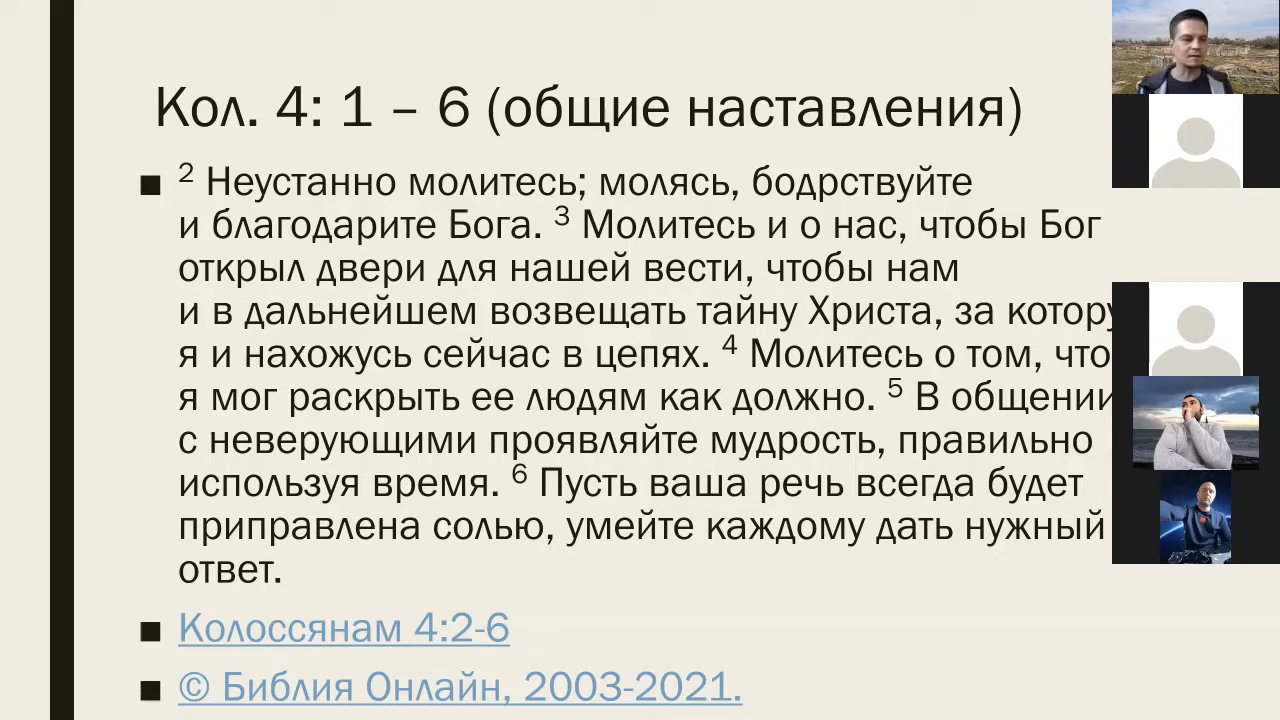 Кол. 4: 1 – 6 (общие наставления)
■ ² Неустанно молитесь; молясь, бодрствуйте
и благодарите Бога. ³ Молитесь и о нас, чтобы Бог
открыл двери для нашей вести, чтобы нам
и в дальнейшем возвещать тайну Христа, за котору
я и нахожусь сейчас в цепях. ⁴ Молитесь о том, что
я мог раскрыть ее людям как должно. ⁵ В общении
с неверующими проявляйте мудрость, правильно
используя время. ⁶ Пусть ваша речь всегда будет
приправлена солью, умейте каждому дать нужный
ответ.
■ Колоссянам 4:2-6
■ © Библия Онлайн, 2003-2021.